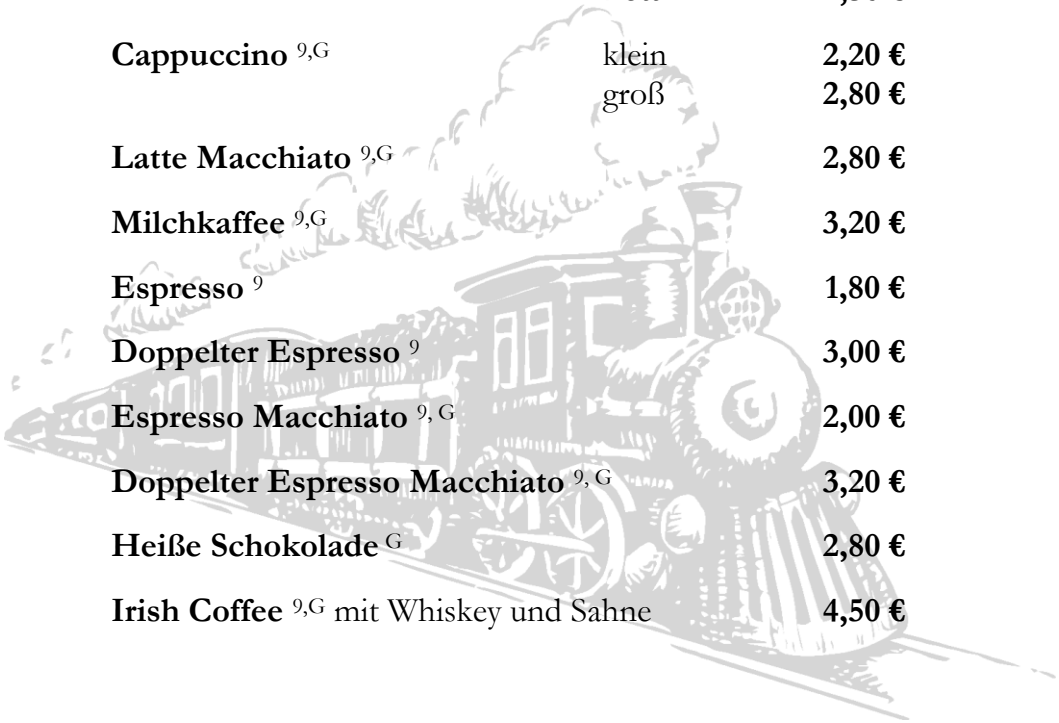 Cappuccino 9,G klein 2,20 €
groß 2,80 €
Latte Macchiato 9,G 2,80 €
Milchkaffee 9,G 3,20 €
Espresso 9 1,80 €
Doppelter Espresso 9 3,00 €
Espresso Macchiato 9, G 2,00 €
Doppelter Espresso Macchiato 9, G 3,20 €
Heiße Schokolade G 2,80 €
Irish Coffee 9,G mit Whiskey und Sahne 4,50 €